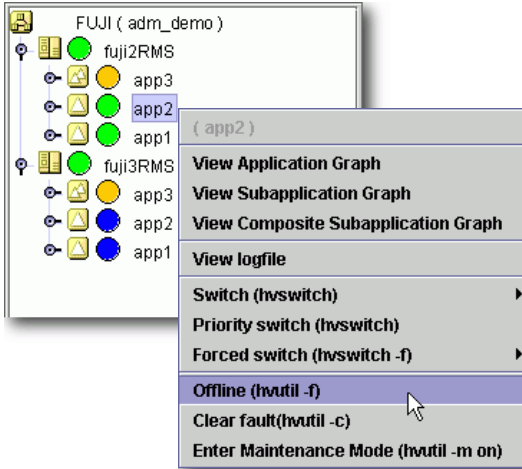 FUJI ( adm_demo )
fuji2RMS
app3
app2
app1
fuji3RMS
app3
app2
app1
( app2 )
View Application Graph
View Subapplication Graph
View Composite Subapplication Graph
View logfile
Switch (hvswitch)
Priority switch (hvswitch)
Forced switch (hvswitch -f)
Offline (hvutil -f)
Clear fault(hvutil -c)
Enter Maintenance Mode (hvutil -m on)